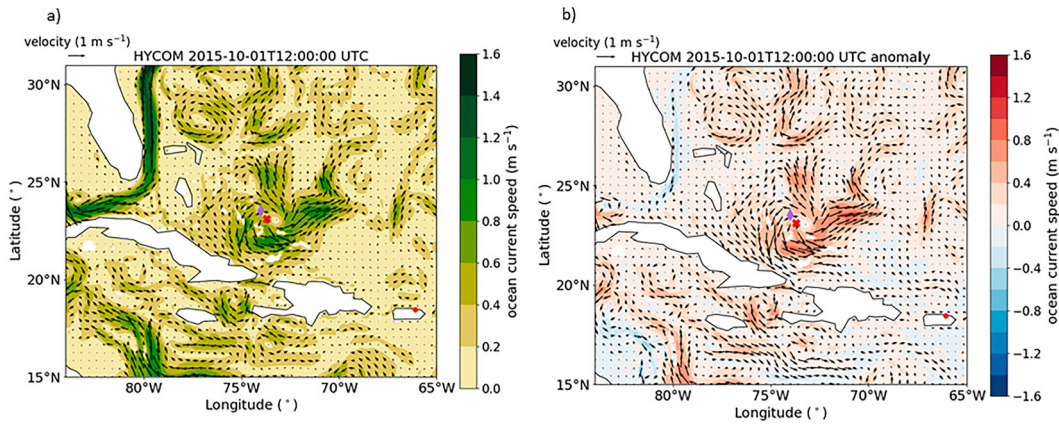 a)
velocity (1 m s⁻¹)
HYCOM 2015-10-01T12:00:00 UTC
30°N
25°N
20°N
15°N
Latitude (°)
80°W
75°W
70°W
65°W
Longitude (°)
1.6
1.4
1.2
1.0
0.8
0.6
0.4
0.2
0.0
ocean current speed (m s⁻¹)
b)
velocity (1 m s⁻¹)
HYCOM 2015-10-01T12:00:00 UTC anomaly
30°N
25°N
20°N
15°N
Latitude (°)
80°W
75°W
70°W
65°W
Longitude (°)
1.6
1.2
0.8
0.4
0.0
−0.4
−0.8
−1.2
−1.6
ocean current speed (m s⁻¹)